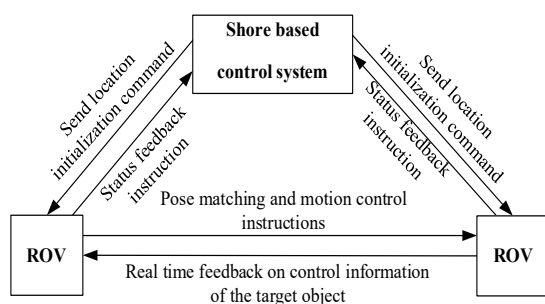 Shore based
control system
Send location
initialization command
Status feedback
instruction
Send location
initialization command
Status feedback
instruction
Pose matching and motion control
instructions
ROV
ROV
Real time feedback on control information
of the target object